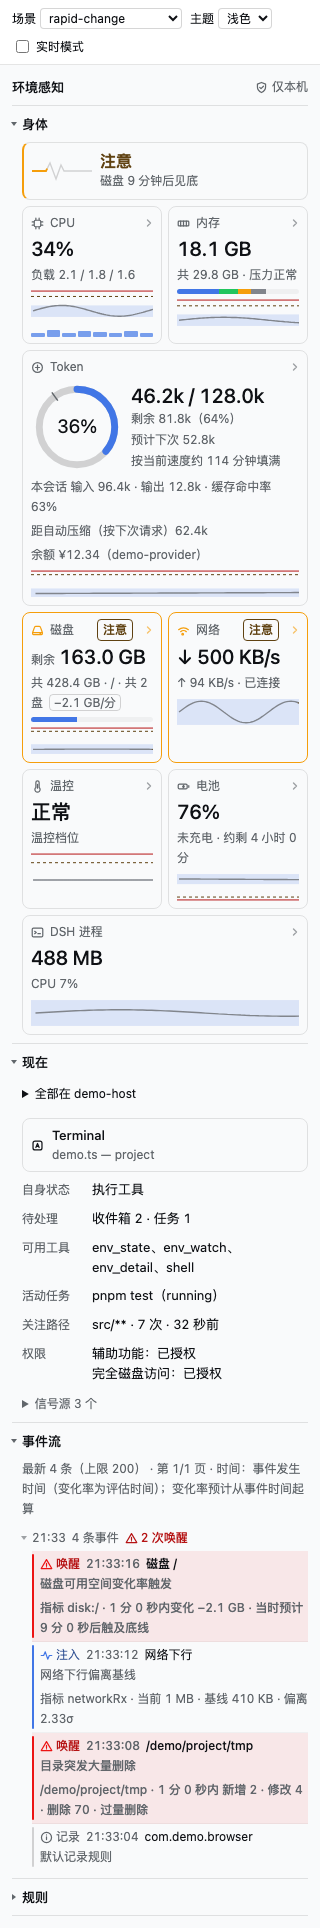 场景 rapid-change 主题 浅色
实时模式
环境感知 仅本机
身体
注意
磁盘 9 分钟后见底
CPU
34%
负载 2.1 / 1.8 / 1.6
内存
18.1 GB
共 29.8 GB · 压力正常
Token
36%
46.2k / 128.0k
剩余 81.8k（64%）
预计下次 52.8k
按当前速度约 114 分钟填满
本会话 输入 96.4k · 输出 12.8k · 缓存命中率
63%
距自动压缩（按下次请求）62.4k
余额 ¥12.34（demo-provider）
磁盘 注意
剩余 163.0 GB
共 428.4 GB · / · 共 2
盘 −2.1 GB/分
网络 注意
↓ 500 KB/s
↑ 94 KB/s · 已连接
温控
正常
温控档位
电池
76%
未充电 · 约剩 4 小时 0
分
DSH 进程
488 MB
CPU 7%
现在
全部在 demo-host
Terminal
demo.ts — project
自身状态 执行工具
待处理 收件箱 2 · 任务 1
可用工具 env_state、env_watch、
env_detail、shell
活动任务 pnpm test（running）
关注路径 src/** · 7 次 · 32 秒前
权限 辅助功能：已授权
完全磁盘访问：已授权
信号源 3 个
事件流
最新 4 条（上限 200） · 第 1/1 页 · 时间：事件发生
时间（变化率为评估时间）；变化率预计从事件时间起
算
21:33 4 条事件 2 次唤醒
唤醒 21:33:16 磁盘 /
磁盘可用空间变化率触发
指标 disk:/ · 1 分 0 秒内变化 −2.1 GB · 当时预计
9 分 0 秒后触及底线
注入 21:33:12 网络下行
网络下行偏离基线
指标 networkRx · 当前 1 MB · 基线 410 KB · 偏离
2.33σ
唤醒 21:33:08 /demo/project/tmp
目录突发大量删除
/demo/project/tmp · 1 分 0 秒内 新增 2 · 修改 4
· 删除 70 · 过量删除
记录 21:33:04 com.demo.browser
默认记录规则
规则